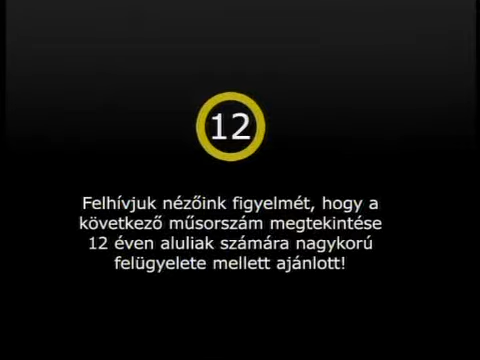 12
Felhívjuk nézőink figyelmét, hogy a
következő műsorszám megtekintése
12 éven aluliak számára nagykorú
felügyelete mellett ajánlott!